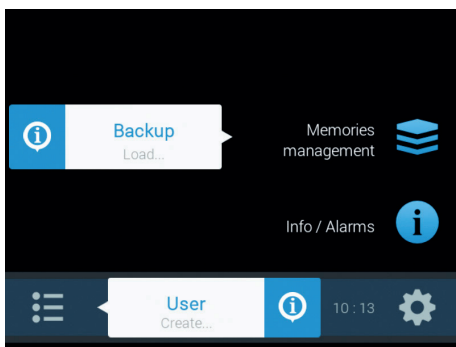 Backup
Load...
Memories
management
Info / Alarms
User
Create...
10 : 13